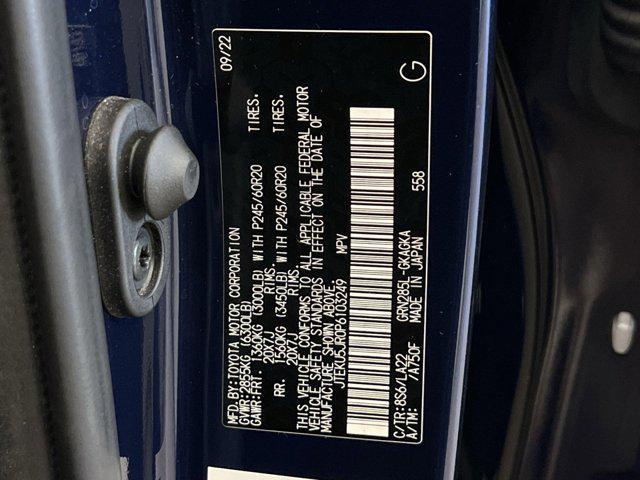 MFD.BY:TOYOTA MOTOR CORPORATION 09/22
GVWR:2855KG (6300LB)
GAWR:FRT. 1360KG (3000LB) WITH P245/60R20 TIRES.
20X7J RIMS.
RR. 1560KG (3450LB) WITH P245/60R20 TIRES.
20X7J RIMS.
THIS VEHICLE CONFORMS TO ALL APPLICABLE FEDERAL MOTOR
VEHICLE SAFETY STANDARDS IN EFFECT ON THE DATE OF
MANUFACTURE SHOWN ABOVE.
JTEKU5JR0P6103249 MPV
C/TR:8S6/LA22 GRN285L-GKAGKA 558
A/TM: /A750F MADE IN JAPAN
G